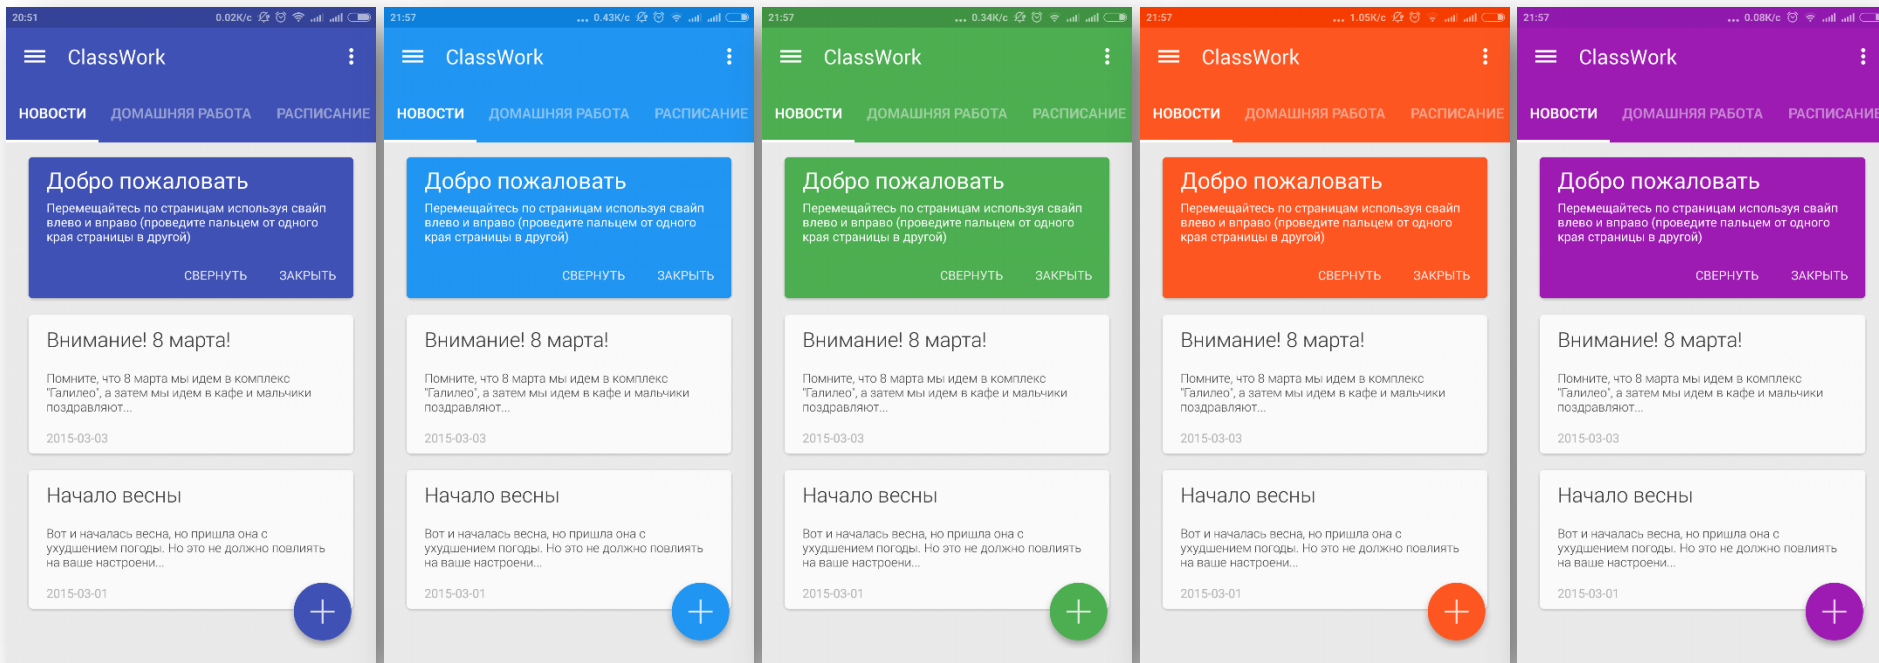 20:51 0.02K/c
ClassWork
НОВОСТИ ДОМАШНЯЯ РАБОТА РАСПИСАНИЕ
Добро пожаловать
Перемещайтесь по страницам используя свайп
влево и вправо (проведите пальцем от одного
края страницы в другой)
СВЕРНУТЬ ЗАКРЫТЬ
Внимание! 8 марта!
Помните, что 8 марта мы идем в комплекс
"Галилео", а затем мы идем в кафе и мальчики
поздравляют...
2015-03-03
Начало весны
Вот и началась весна, но пришла она с
ухудшением погоды. Но это не должно повлиять
на ваше настроени...
2015-03-01
21:57 ... 0.43K/c
ClassWork
НОВОСТИ ДОМАШНЯЯ РАБОТА РАСПИСАНИЕ
Добро пожаловать
Перемещайтесь по страницам используя свайп
влево и вправо (проведите пальцем от одного
края страницы в другой)
СВЕРНУТЬ ЗАКРЫТЬ
Внимание! 8 марта!
Помните, что 8 марта мы идем в комплекс
"Галилео", а затем мы идем в кафе и мальчики
поздравляют...
2015-03-03
Начало весны
Вот и началась весна, но пришла она с
ухудшением погоды. Но это не должно повлиять
на ваше настроени...
2015-03-01
21:57 ... 0.34K/c
ClassWork
НОВОСТИ ДОМАШНЯЯ РАБОТА РАСПИСАНИЕ
Добро пожаловать
Перемещайтесь по страницам используя свайп
влево и вправо (проведите пальцем от одного
края страницы в другой)
СВЕРНУТЬ ЗАКРЫТЬ
Внимание! 8 марта!
Помните, что 8 марта мы идем в комплекс
"Галилео", а затем мы идем в кафе и мальчики
поздравляют...
2015-03-03
Начало весны
Вот и началась весна, но пришла она с
ухудшением погоды. Но это не должно повлиять
на ваше настроени...
2015-03-01
21:57 ... 1.05K/c
ClassWork
НОВОСТИ ДОМАШНЯЯ РАБОТА РАСПИСАНИЕ
Добро пожаловать
Перемещайтесь по страницам используя свайп
влево и вправо (проведите пальцем от одного
края страницы в другой)
СВЕРНУТЬ ЗАКРЫТЬ
Внимание! 8 марта!
Помните, что 8 марта мы идем в комплекс
"Галилео", а затем мы идем в кафе и мальчики
поздравляют...
2015-03-03
Начало весны
Вот и началась весна, но пришла она с
ухудшением погоды. Но это не должно повлиять
на ваше настроени...
2015-03-01
21:57 ... 0.08K/c
ClassWork
НОВОСТИ ДОМАШНЯЯ РАБОТА РАСПИСАНИЕ
Добро пожаловать
Перемещайтесь по страницам используя свайп
влево и вправо (проведите пальцем от одного
края страницы в другой)
СВЕРНУТЬ ЗАКРЫТЬ
Внимание! 8 марта!
Помните, что 8 марта мы идем в комплекс
"Галилео", а затем мы идем в кафе и мальчики
поздравляют...
2015-03-03
Начало весны
Вот и началась весна, но пришла она с
ухудшением погоды. Но это не должно повлиять
на ваше настроени...
2015-03-01